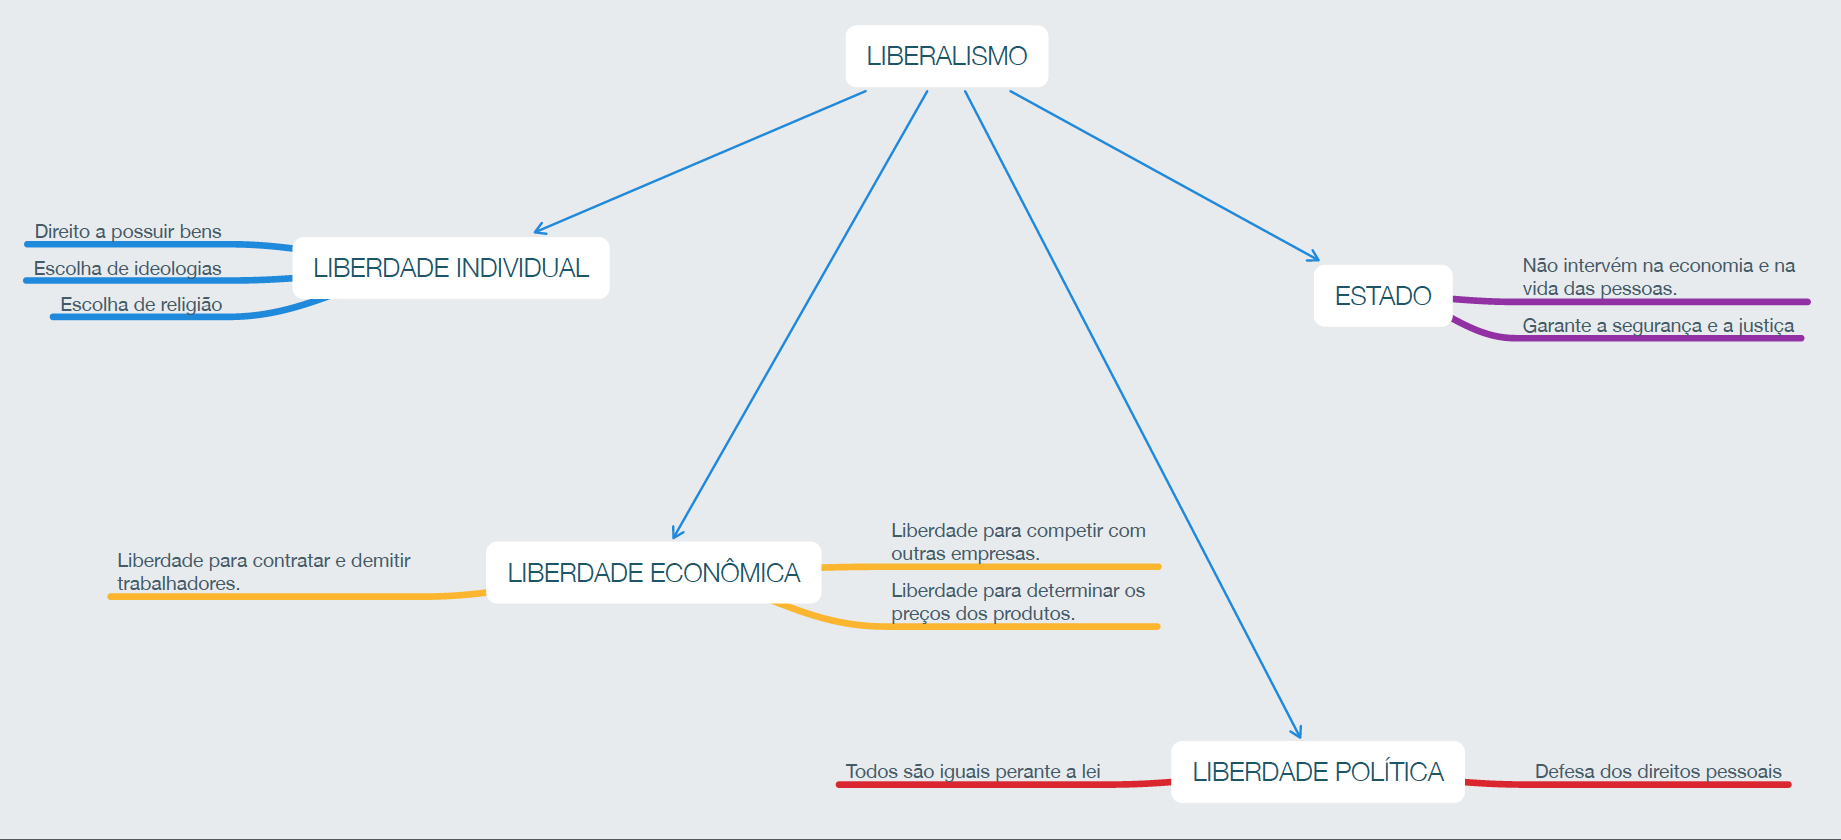 LIBERALISMO
Direito a possuir bens
Escolha de ideologias
Escolha de religião
LIBERDADE INDIVIDUAL
ESTADO
Não intervém na economia e na
vida das pessoas.
Garante a segurança e a justiça
Liberdade para contratar e demitir
trabalhadores.
LIBERDADE ECONÔMICA
Liberdade para competir com
outras empresas.
Liberdade para determinar os
preços dos produtos.
Todos são iguais perante a lei
LIBERDADE POLÍTICA
Defesa dos direitos pessoais